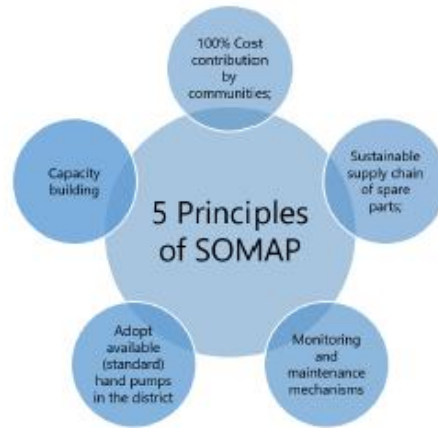 100% Cost
contribution
by
communities;
Capacity
building
5 Principles
of SOMAP
Sustainable
supply chain
of spare
parts;
Adopt
available
(standard)
hand pumps
in the district
Monitoring
and
maintenance
mechanisms